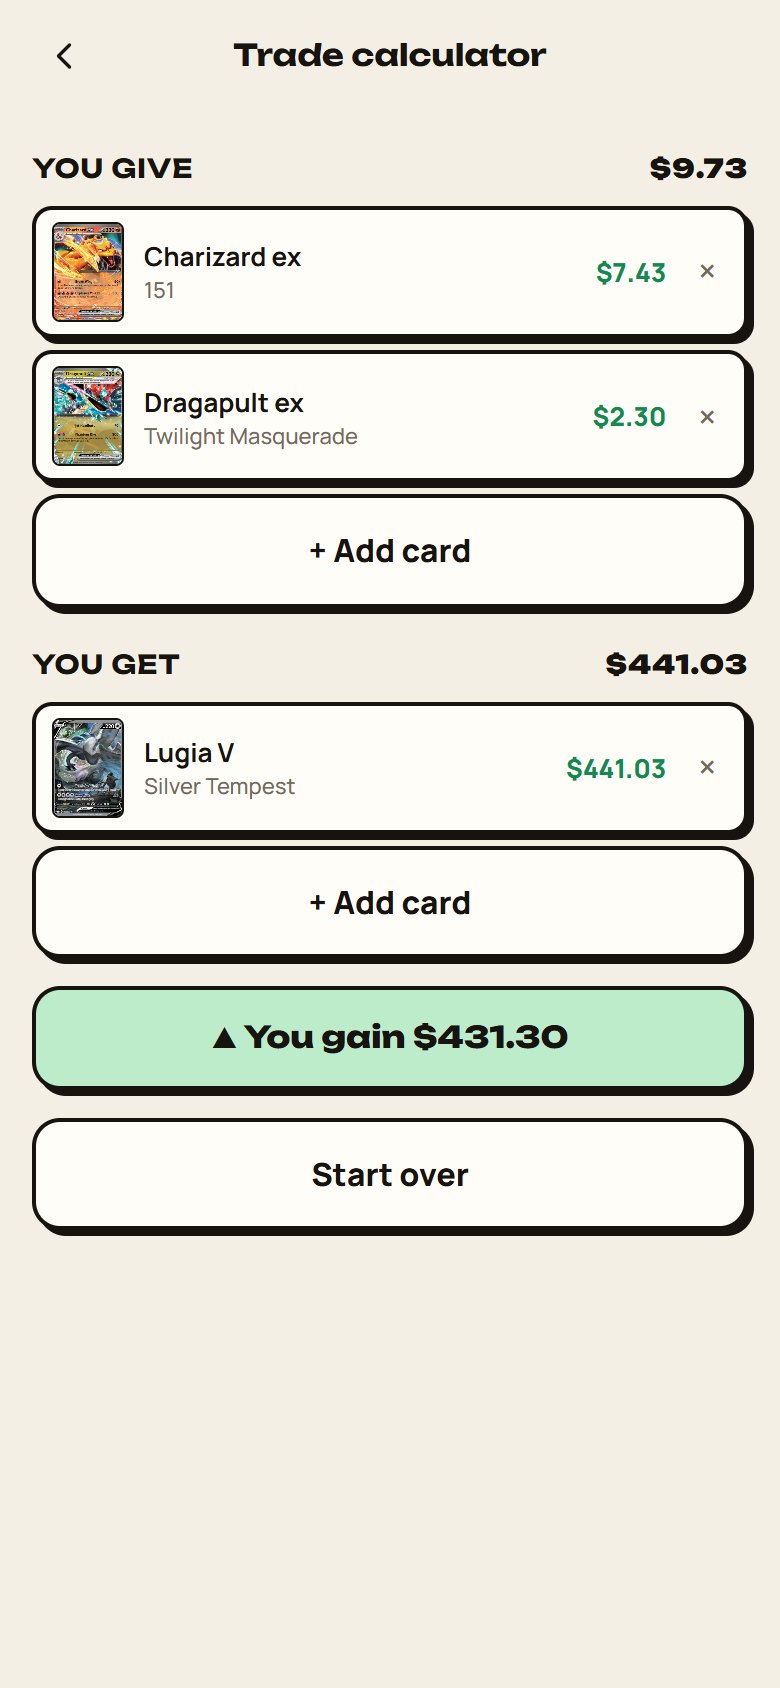 Trade calculator
YOU GIVE $9.73
Charizard ex
151
$7.43 ×
Dragapult ex
Twilight Masquerade
$2.30 ×
+ Add card
YOU GET $441.03
Lugia V
Silver Tempest
$441.03 ×
+ Add card
▲ You gain $431.30
Start over